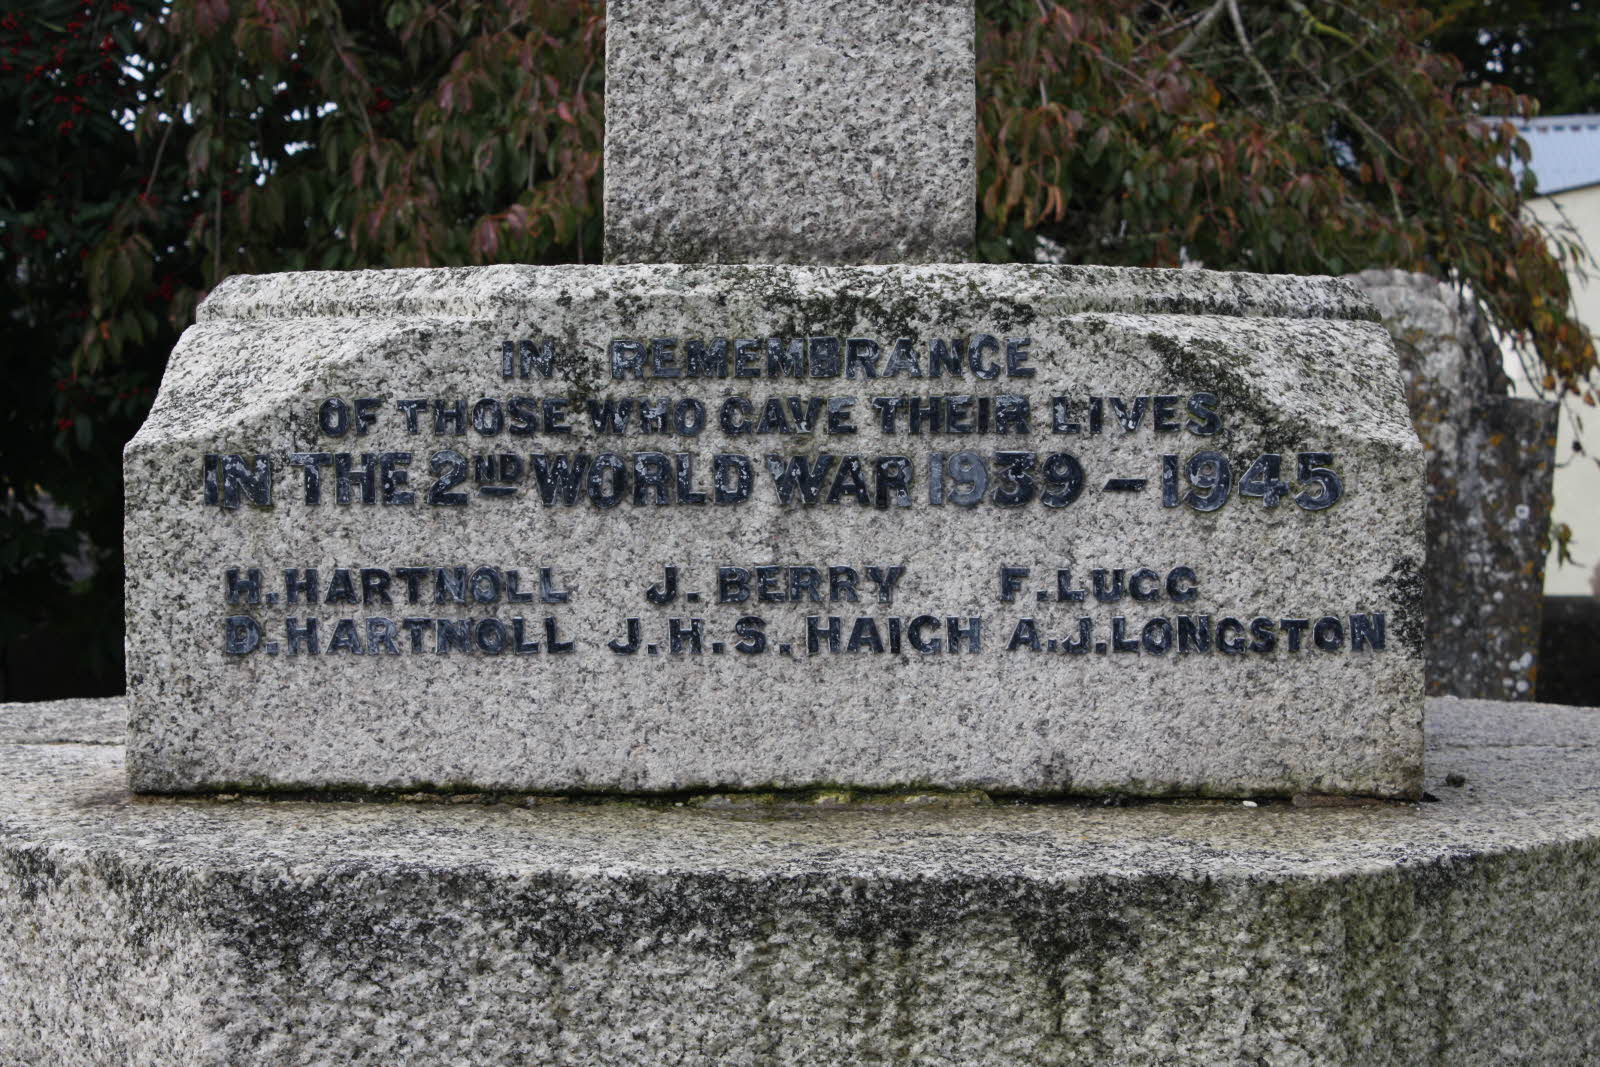 IN REMEMBRANCE
OF THOSE WHO GAVE THEIR LIVES
IN THE 2ND WORLD WAR 1939-1945
H. HARTNOLL J. BERRY F. LUGG
D. HARTNOLL J.H.S. HAIGH A.J. LONGSTON